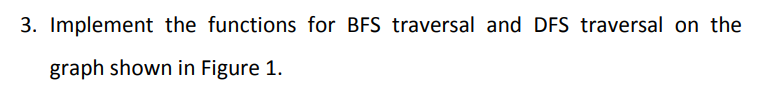 3. Implement the functions for BFS traversal and DFS traversal on the
graph shown in Figure 1.